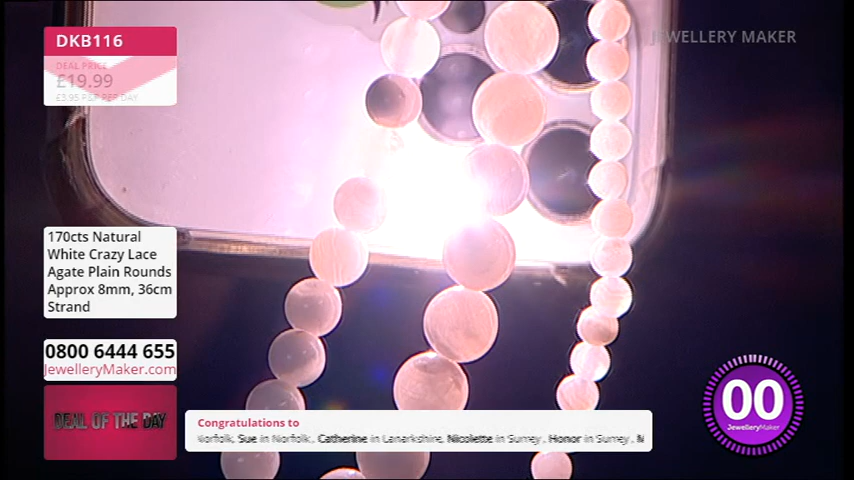 DKB116
DEAL PRICE
£19.99
£3.95 P&P PER DAY
JEWELLERY MAKER
170cts Natural
White Crazy Lace
Agate Plain Rounds
Approx 8mm, 36cm
Strand
0800 6444 655
JewelleryMaker.com
DEAL OF THE DAY
Congratulations to
Norfolk, Sue in Norfolk, Catherine in Lanarkshire, Nicolette in Surrey, Honor in Surrey,
00
JewelleryMaker